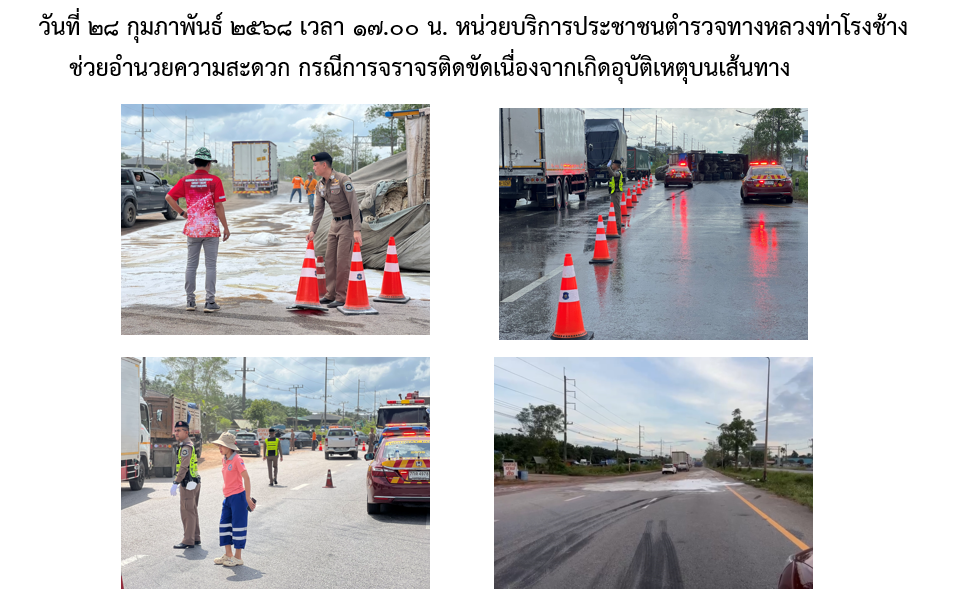 วันที่ ๒๘ กุมภาพันธ์ ๒๕๖๘ เวลา ๑๗.๐๐ น. หน่วยบริการประชาชนตำรวจทางหลวงท่าโรงช้าง
ช่วยอำนวยความสะดวก กรณีการจราจรติดขัดเนื่องจากเกิดอุบัติเหตุบนเส้นทาง